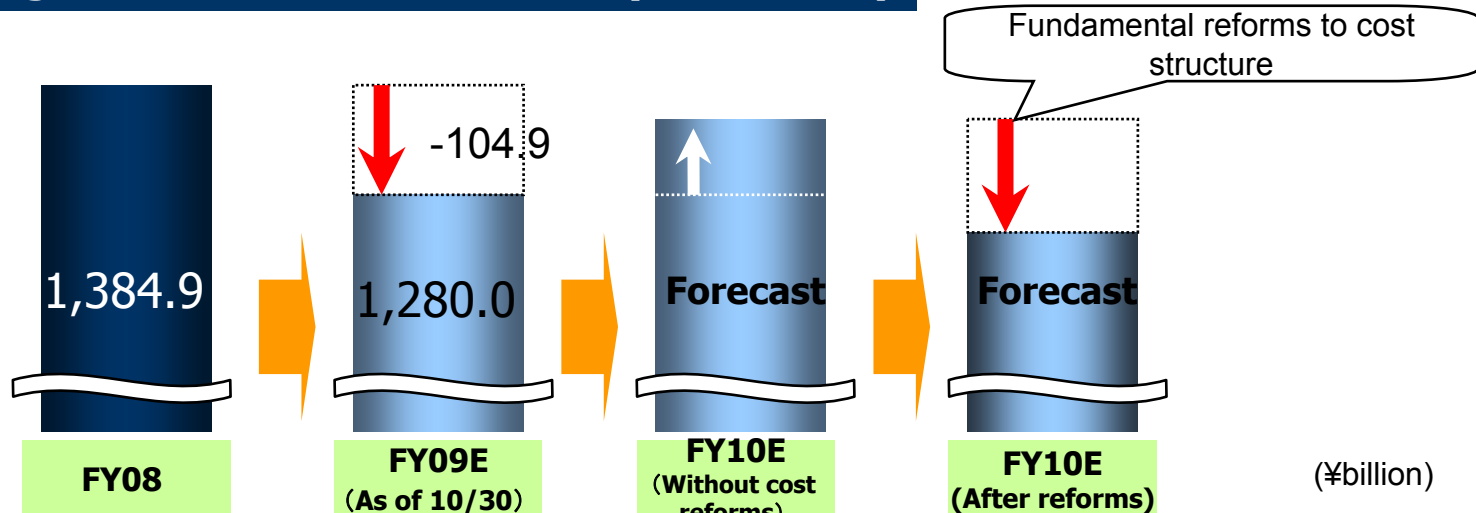 Fundamental reforms to cost
structure
-104.9
1,384.9
1,280.0
Forecast
Forecast
FY08
FY09E
（As of 10/30）
FY10E
（Without cost
reforms）
FY10E
(After reforms)
(¥billion)